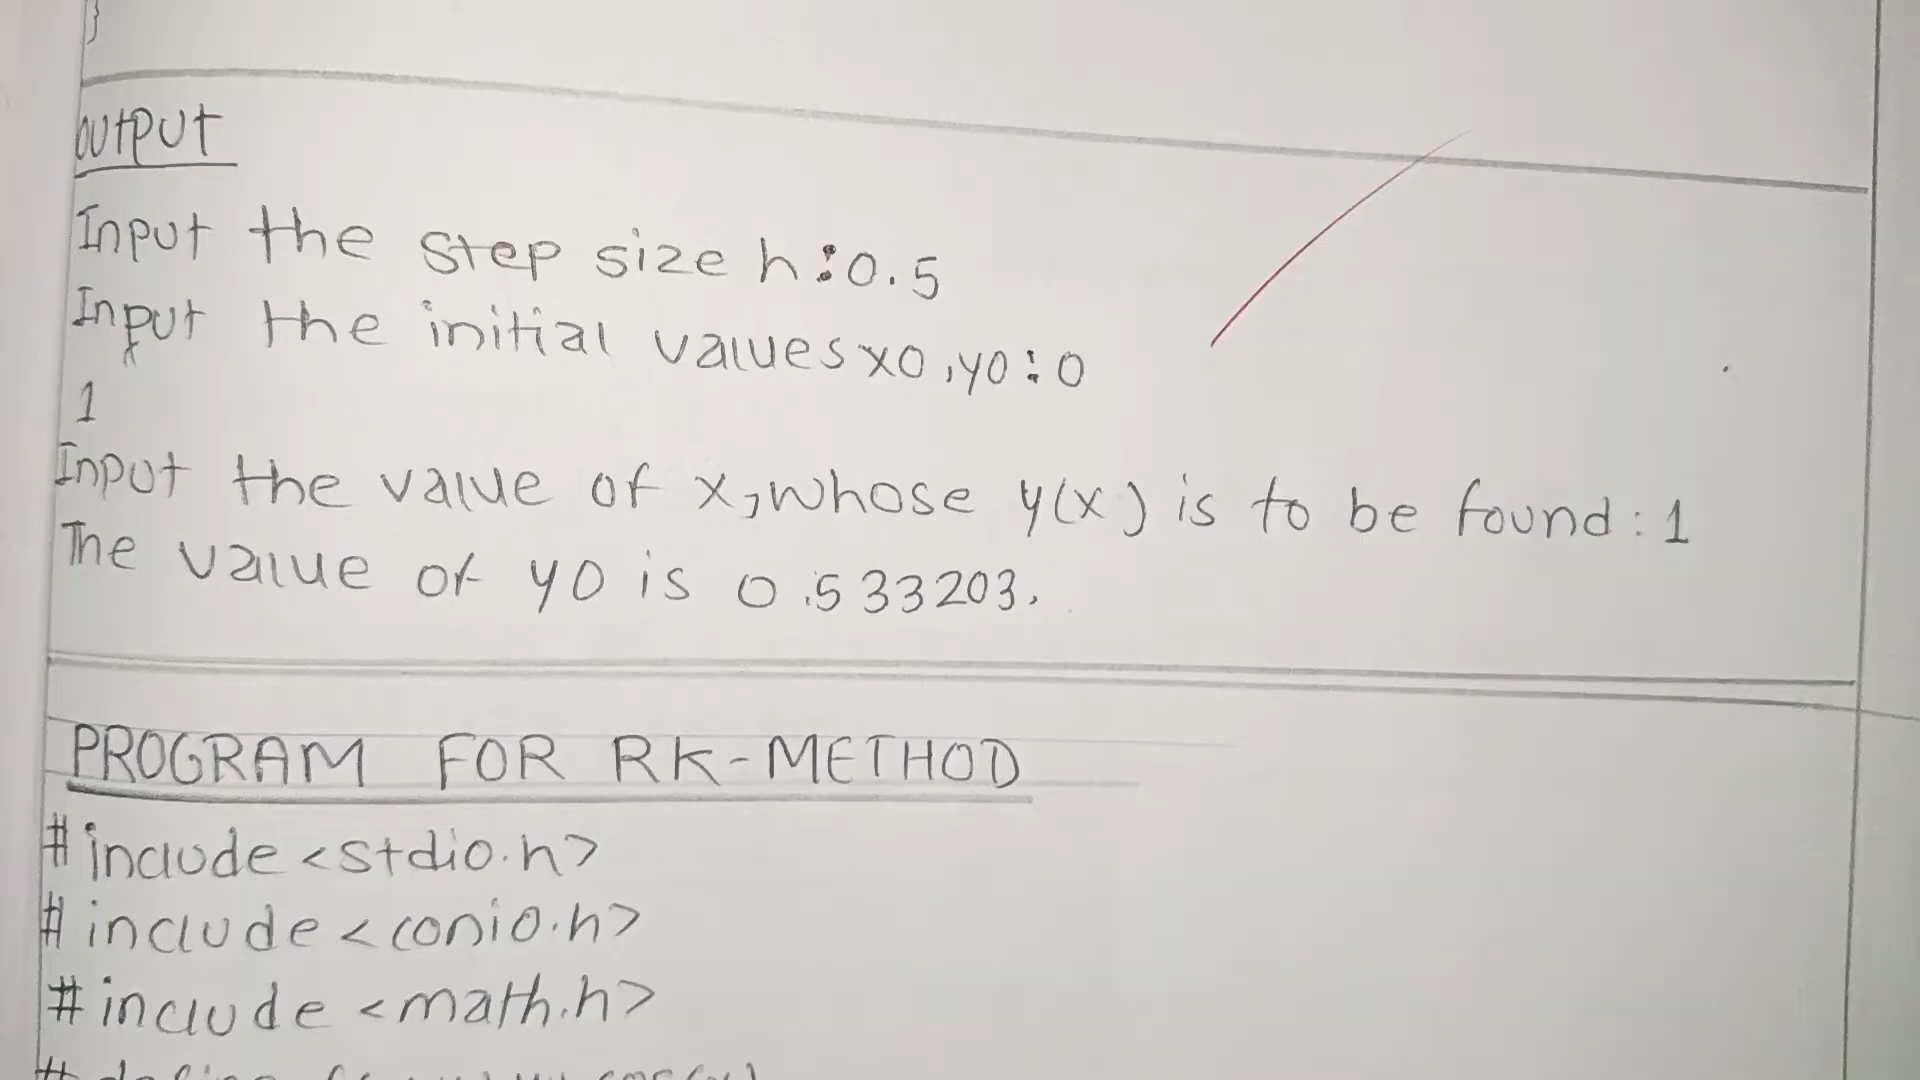 }
output
Input the step size h:0.5
Input the initial values x0,y0:0
1
Input the value of x, whose y(x) is to be found:1
The value of y0 is 0.533203.
PROGRAM FOR RK-METHOD
#include <stdio.h>
#include <conio.h>
#include <math.h>
# define